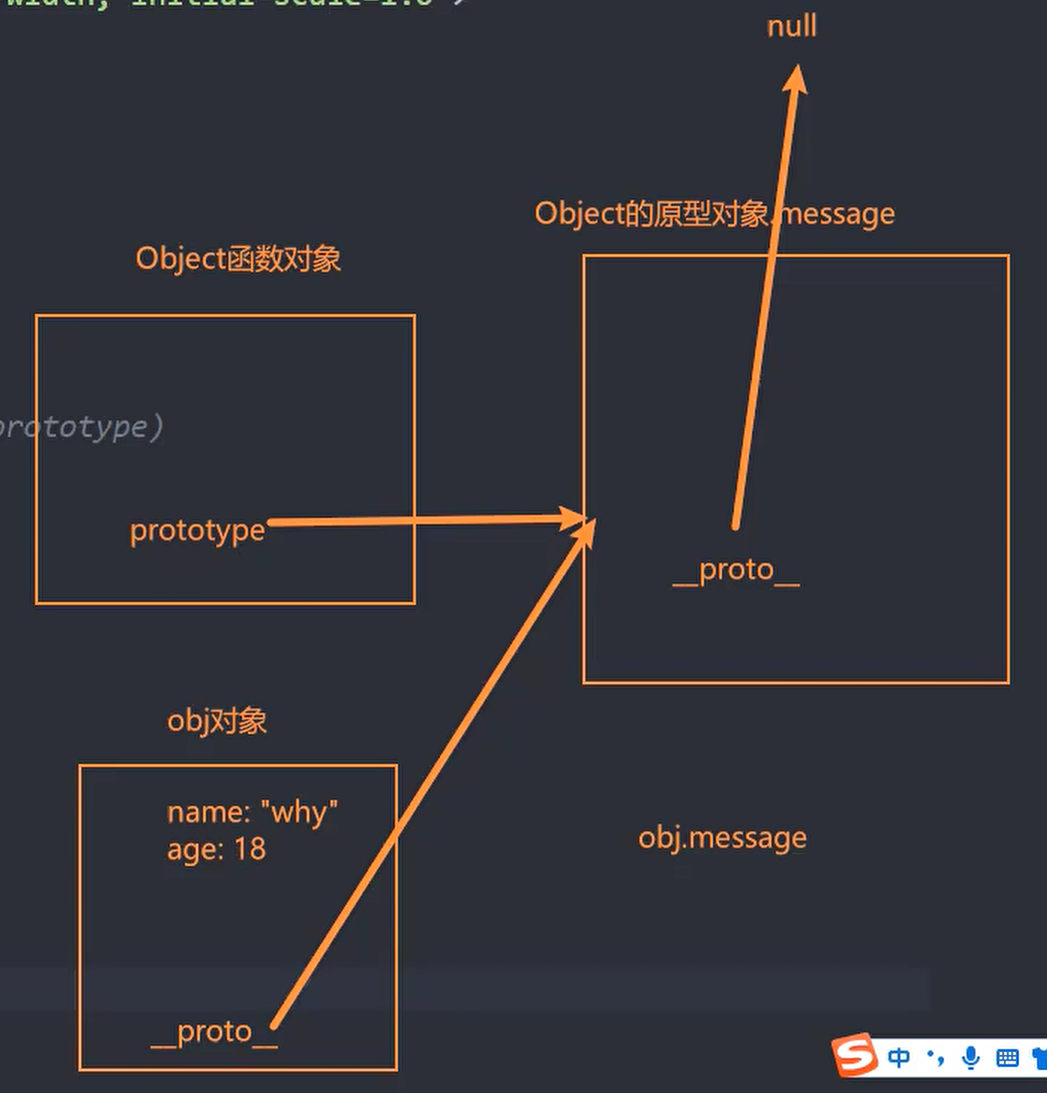 width, initial-scale=1.0">
null
Object的原型对象.message
Object函数对象
prototype)
prototype
__proto__
obj对象
name: "why"
age: 18
obj.message
__proto__
S中